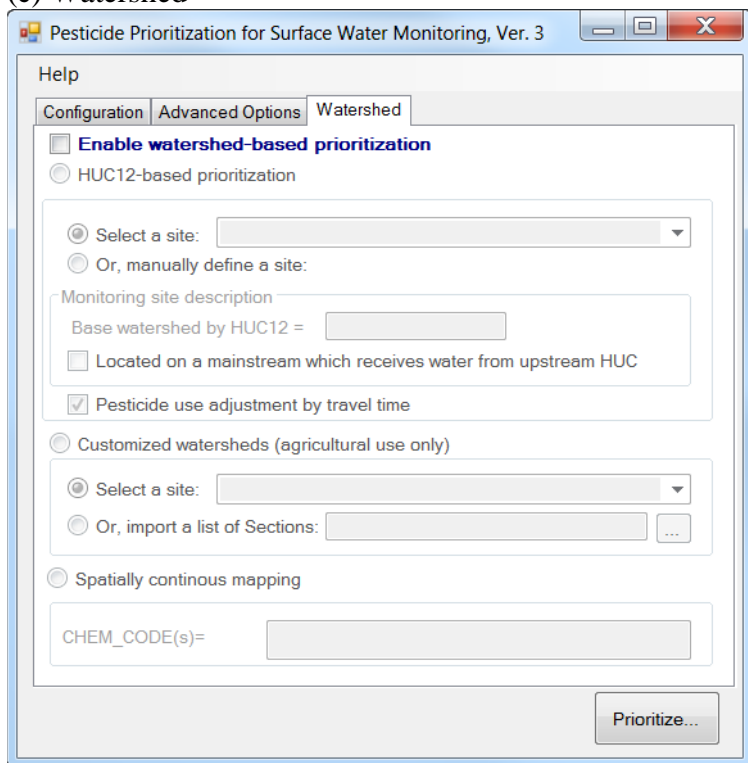 (c) Watershed
Pesticide Prioritization for Surface Water Monitoring, Ver. 3
Help
Configuration Advanced Options Watershed
Enable watershed-based prioritization
HUC12-based prioritization
Select a site:
Or, manually define a site:
Monitoring site description
Base watershed by HUC12 =
Located on a mainstream which receives water from upstream HUC
Pesticide use adjustment by travel time
Customized watersheds (agricultural use only)
Select a site:
Or, import a list of Sections: ...
Spatially continous mapping
CHEM_CODE(s)=
Prioritize...